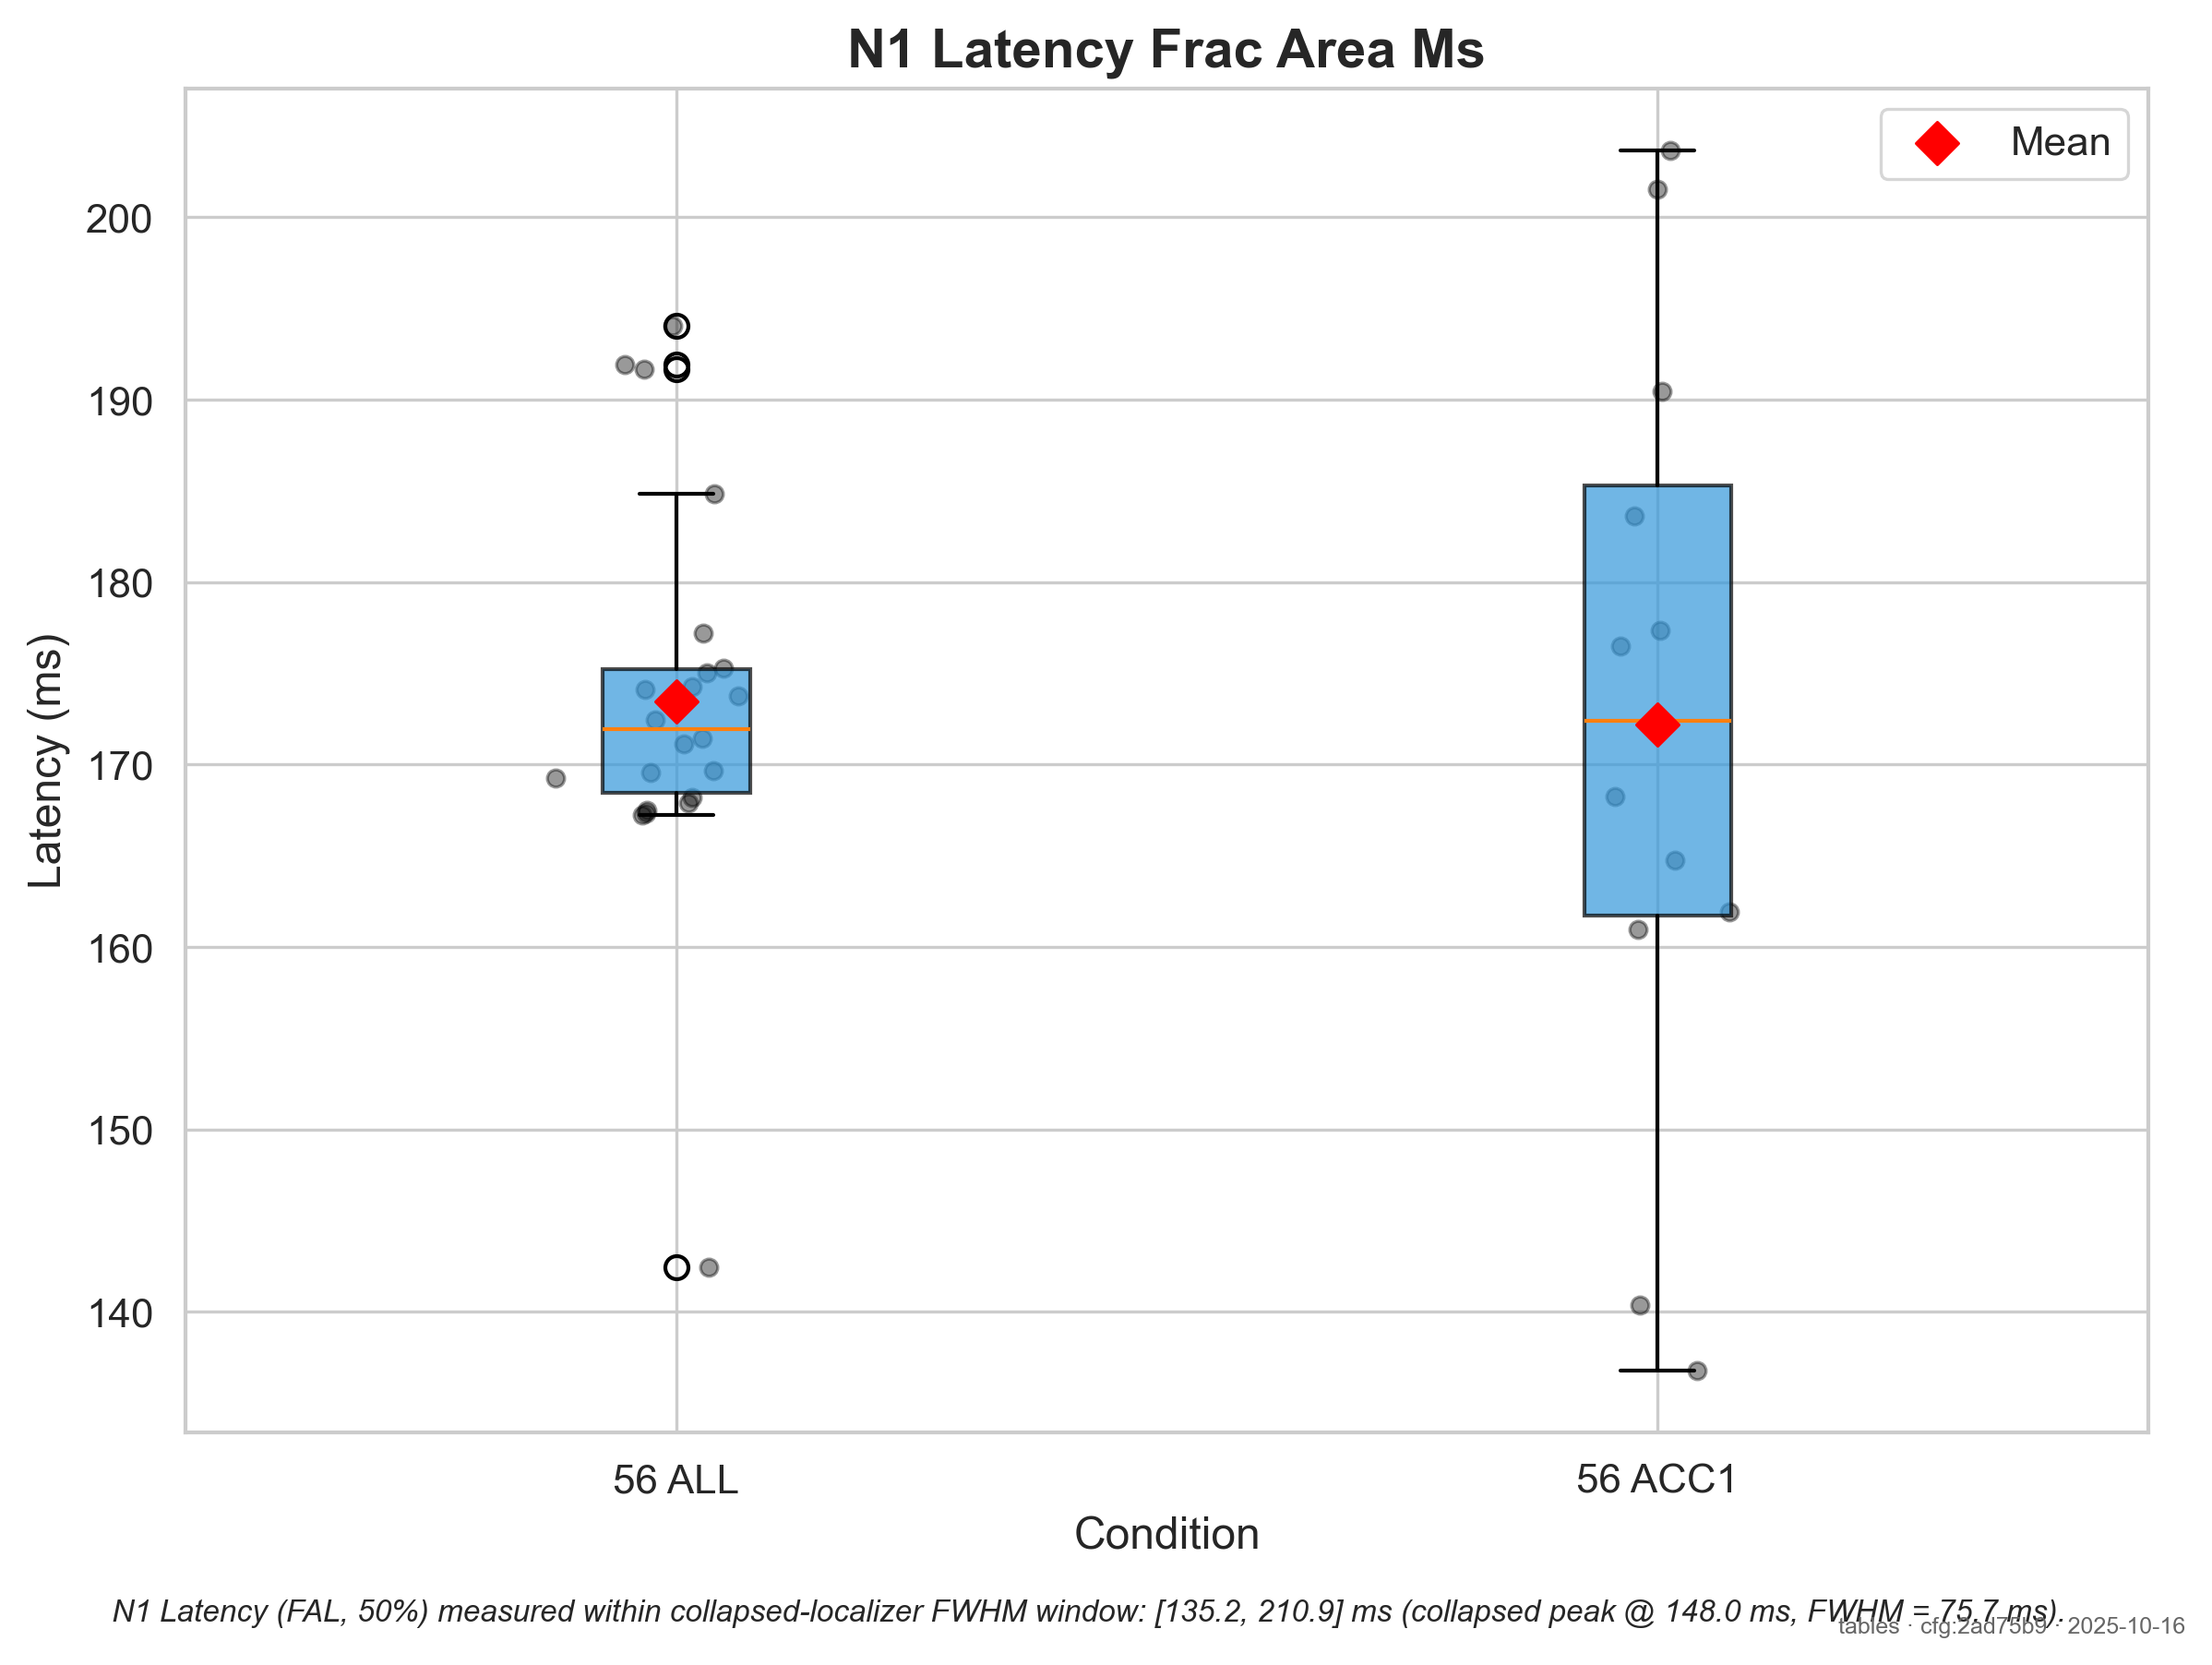 N1 Latency Frac Area Ms
Mean
200
190
180
170
160
150
140
Latency (ms)
56 ALL
56 ACC1
Condition
N1 Latency (FAL, 50%) measured within collapsed-localizer FWHM window: [135.2, 210.9] ms (collapsed peak @ 148.0 ms, FWHM = 75.7 ms).
tables · cfg:2ad75b9 · 2025-10-16